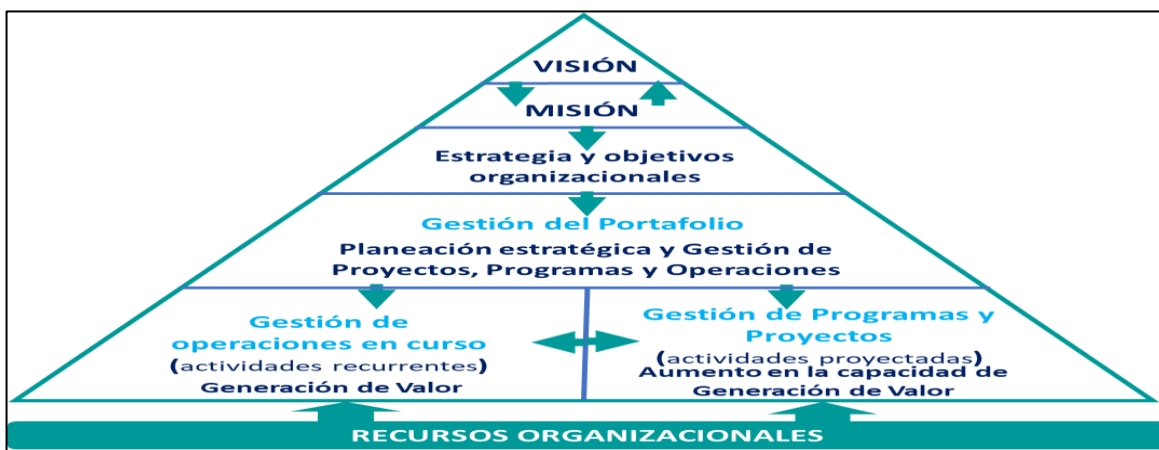 VISIÓN
MISIÓN
Estrategia y objetivos
organizacionales
Gestión del Portafolio
Planeación estratégica y Gestión de
Proyectos, Programas y Operaciones
Gestión de
operaciones en curso
(actividades recurrentes)
Generación de Valor
Gestión de Programas y
Proyectos
(actividades proyectadas)
Aumento en la capacidad de
Generación de Valor
RECURSOS ORGANIZACIONALES